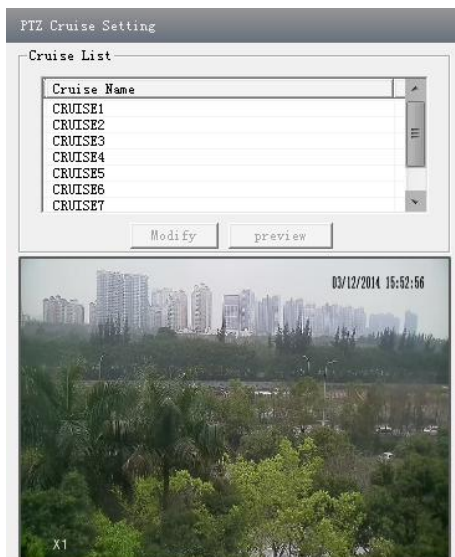 PTZ Cruise Setting
Cruise List
Cruise Name
CRUISE1
CRUISE2
CRUISE3
CRUISE4
CRUISE5
CRUISE6
CRUISE7
Modify preview
03/12/2014 15:52:56
X1